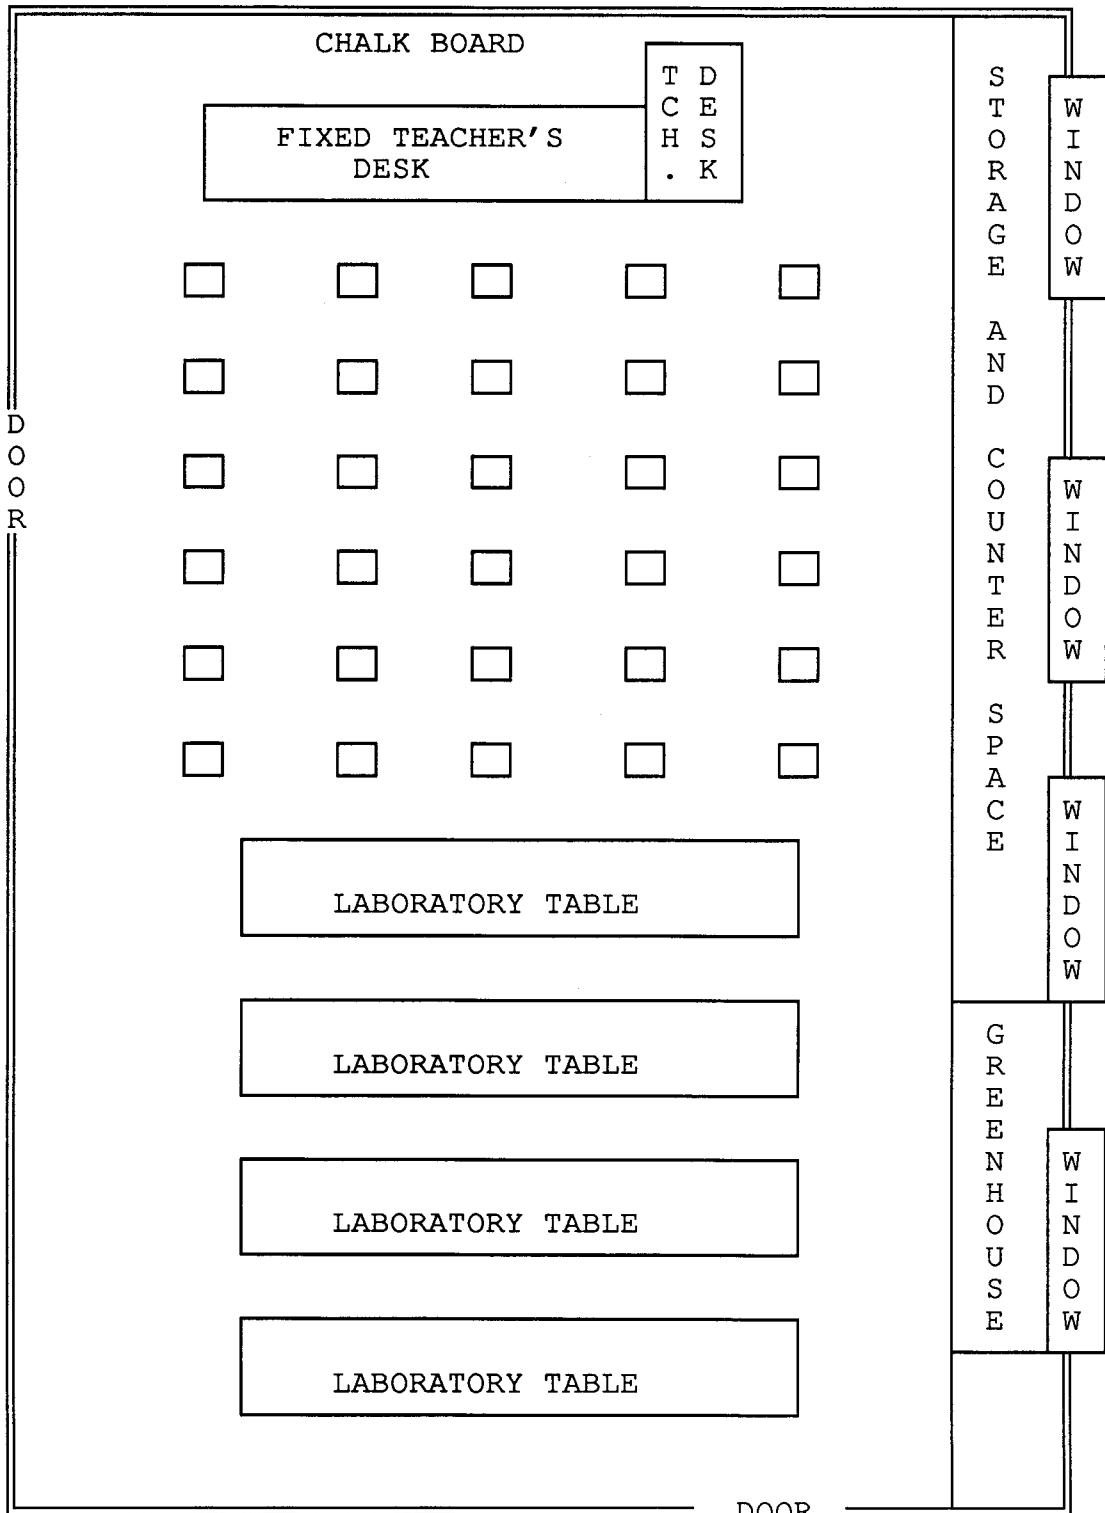 CHALK BOARD
FIXED TEACHER'S
DESK
TCH.
DESK
STORAGE AND COUNTER SPACE
WINDOW
DOOR
WINDOW
WINDOW
LABORATORY TABLE
LABORATORY TABLE
GREENHOUSE
WINDOW
LABORATORY TABLE
LABORATORY TABLE
DOOR